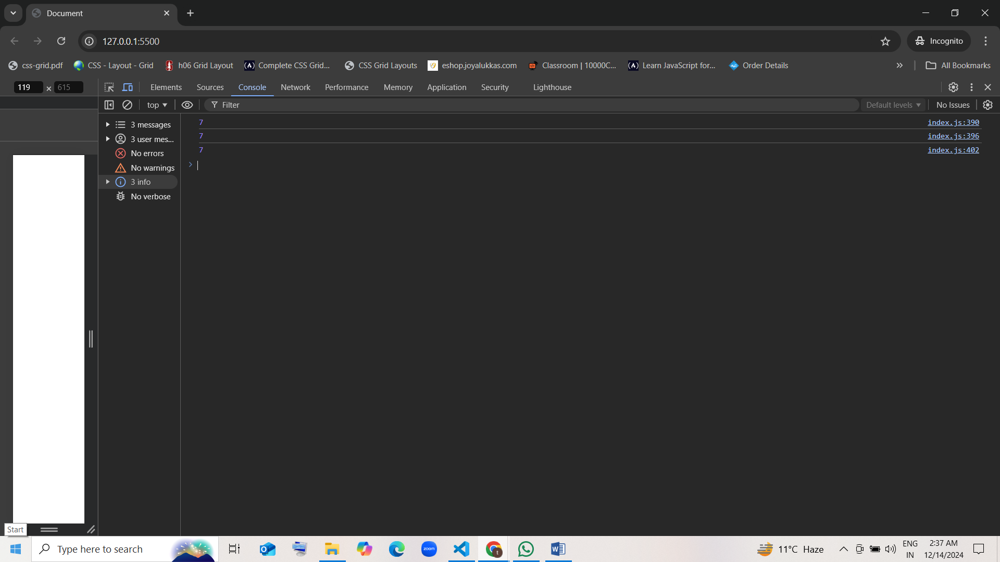 Document
127.0.0.1:5500
Incognito
css-grid.pdf
CSS - Layout - Grid
h06 Grid Layout
Complete CSS Grid...
CSS Grid Layouts
eshop.joyalukkas.com
Classroom | 10000C...
Learn JavaScript for...
Order Details
All Bookmarks
119 × 615
Elements
Sources
Console
Network
Performance
Memory
Application
Security
Lighthouse
top
Filter
Default levels
No Issues
3 messages
3 user mes...
No errors
No warnings
3 info
No verbose
7 index.js:390
7 index.js:396
7 index.js:402
Start
Type here to search
zoom
11°C Haze
ENG
IN
2:37 AM
12/14/2024